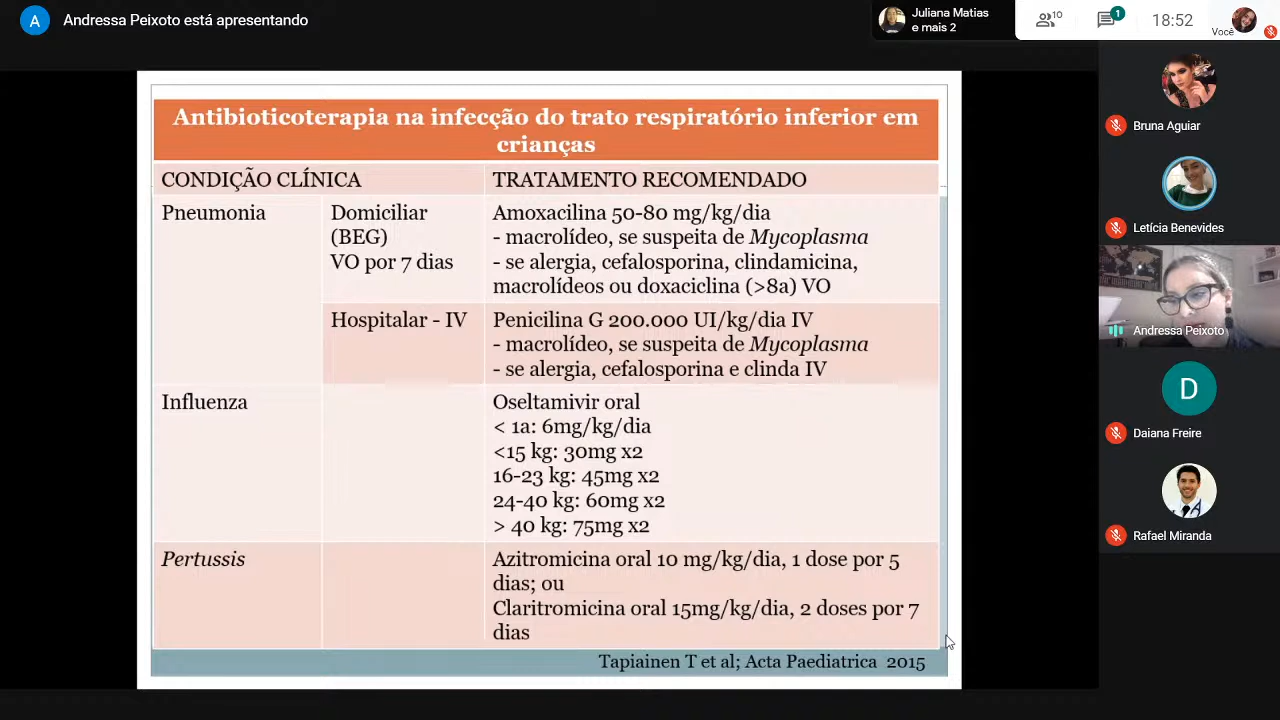 A
Andressa Peixoto está apresentando
Juliana Matias
e mais 2
10
1
18:52
Você
Antibioticoterapia na infecção do trato respiratório inferior em
crianças
CONDIÇÃO CLÍNICA
TRATAMENTO RECOMENDADO
Pneumonia
Domiciliar
(BEG)
VO por 7 dias
Amoxacilina 50-80 mg/kg/dia
- macrolídeo, se suspeita de Mycoplasma
- se alergia, cefalosporina, clindamicina,
macrolídeos ou doxaciclina (>8a) VO
Hospitalar - IV
Penicilina G 200.000 UI/kg/dia IV
- macrolídeo, se suspeita de Mycoplasma
- se alergia, cefalosporina e clinda IV
Influenza
Oseltamivir oral
< 1a: 6mg/kg/dia
<15 kg: 30mg x2
16-23 kg: 45mg x2
24-40 kg: 60mg x2
> 40 kg: 75mg x2
Pertussis
Azitromicina oral 10 mg/kg/dia, 1 dose por 5
dias; ou
Claritromicina oral 15mg/kg/dia, 2 doses por 7
dias
Tapiainen T et al; Acta Paediatrica 2015
Bruna Aguiar
Letícia Benevides
Andressa Peixoto
D
Daiana Freire
Rafael Miranda